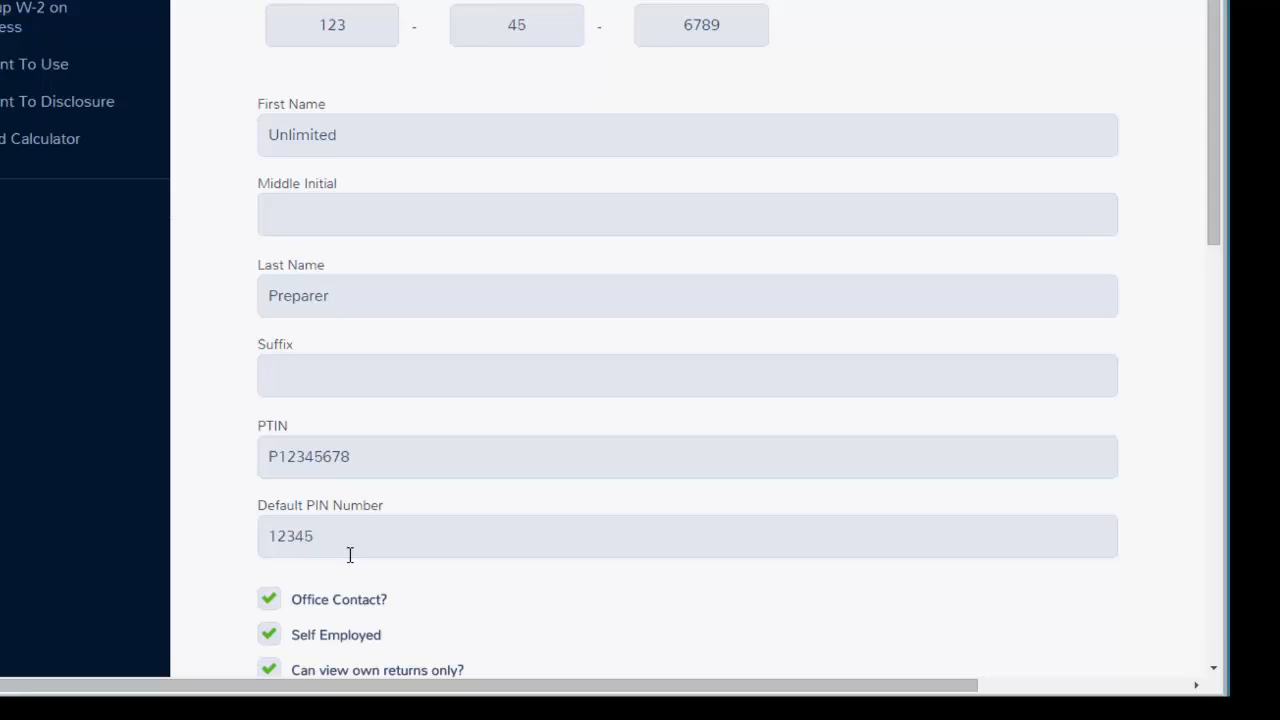 up W-2 on
ess
nt To Use
nt To Disclosure
d Calculator
123 - 45 - 6789
First Name
Unlimited
Middle Initial
Last Name
Preparer
Suffix
PTIN
P12345678
Default PIN Number
12345
Office Contact?
Self Employed
Can view own returns only?